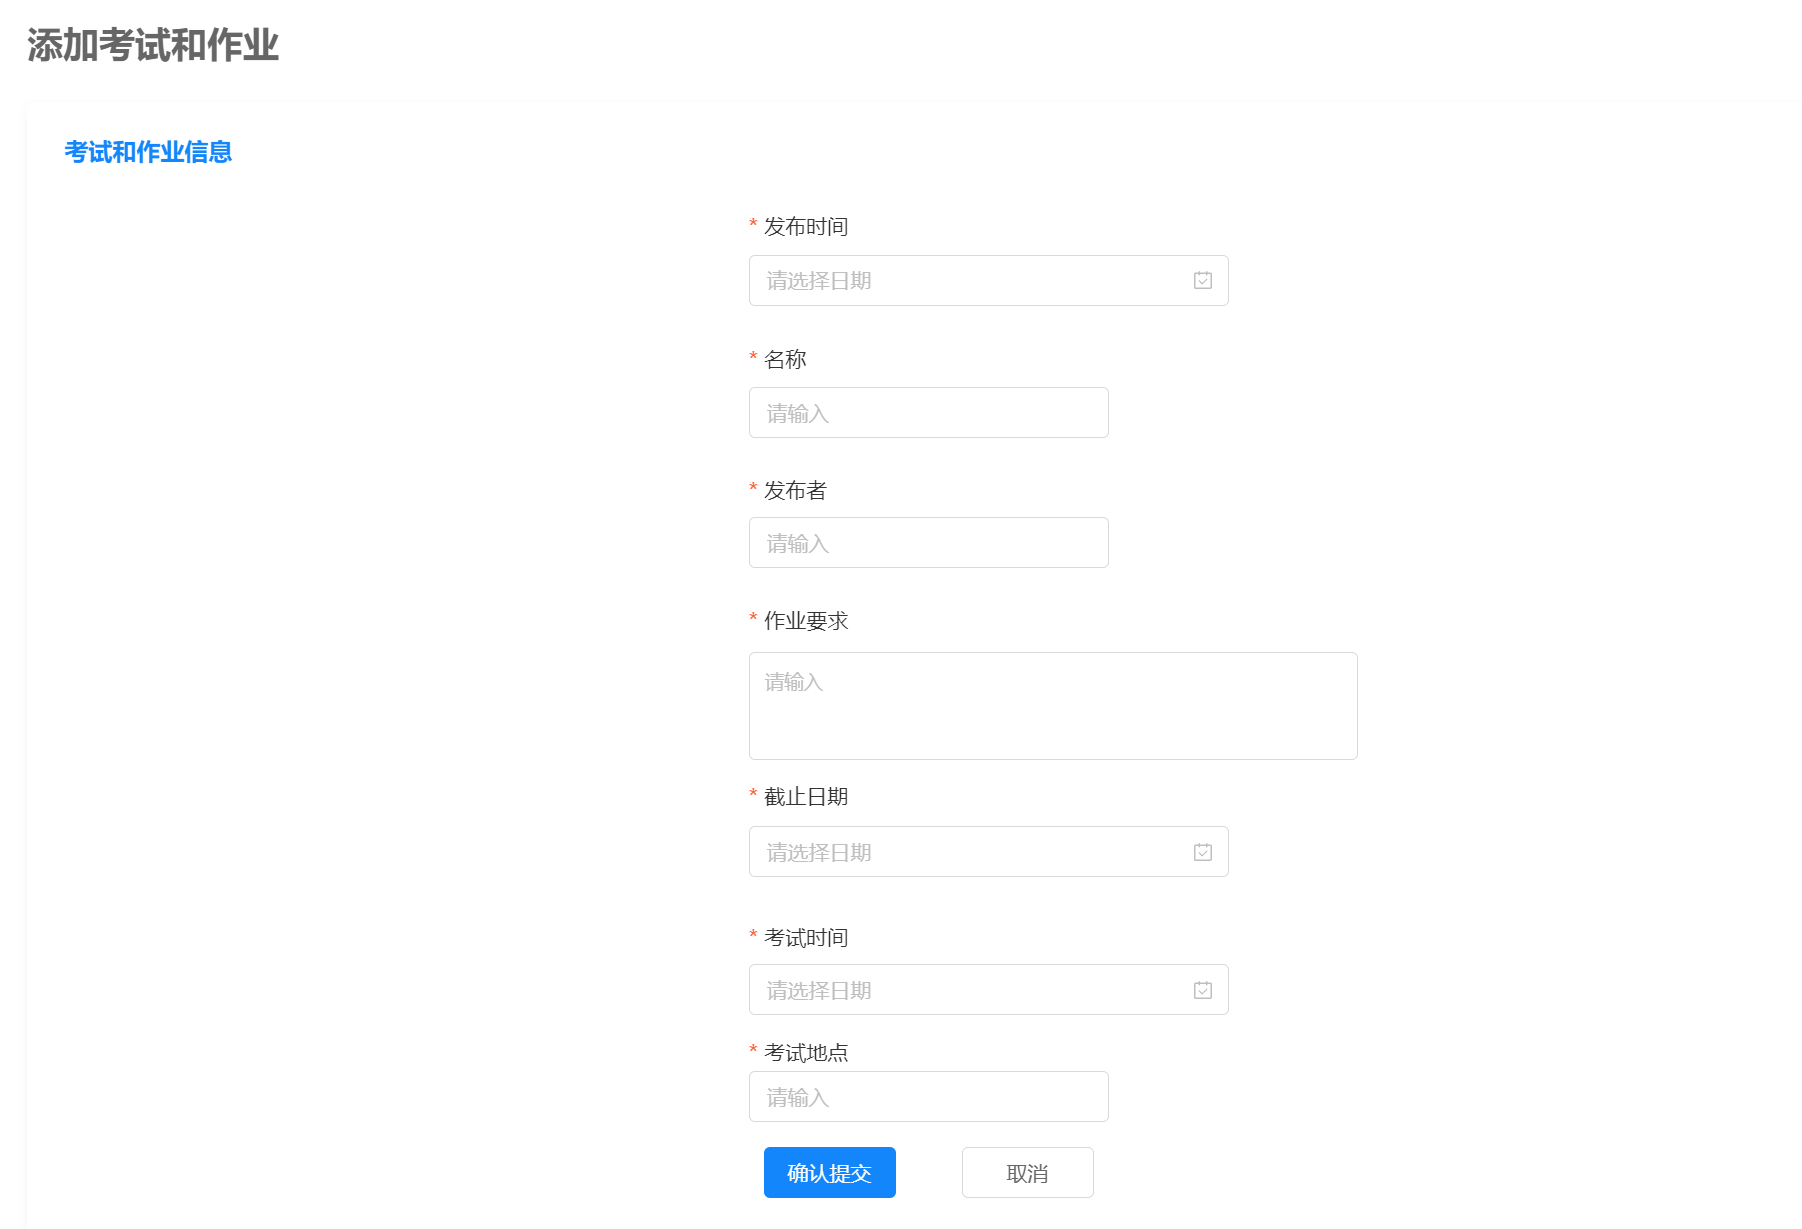 添加考试和作业
考试和作业信息
* 发布时间
请选择日期
* 名称
请输入
* 发布者
请输入
* 作业要求
请输入
* 截止日期
请选择日期
* 考试时间
请选择日期
* 考试地点
请输入
确认提交 取消